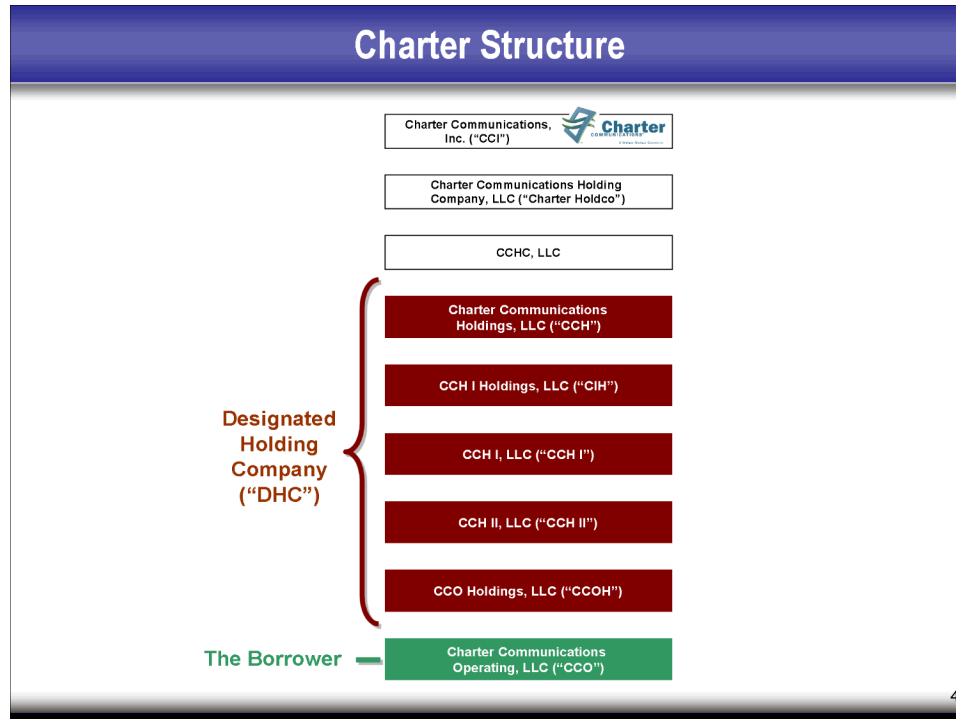 Charter Structure
Charter Communications,
Inc. (“CCI”)
Charter
COMMUNICATIONS
Charter Communications Holding
Company, LLC (“Charter Holdco”)
CCHC, LLC
Charter Communications
Holdings, LLC (“CCH”)
CCH I Holdings, LLC (“CIH”)
Designated
Holding
Company
(“DHC”)
CCH I, LLC (“CCH I”)
CCH II, LLC (“CCH II”)
CCO Holdings, LLC (“CCOH”)
The Borrower
Charter Communications
Operating, LLC (“CCO”)
4